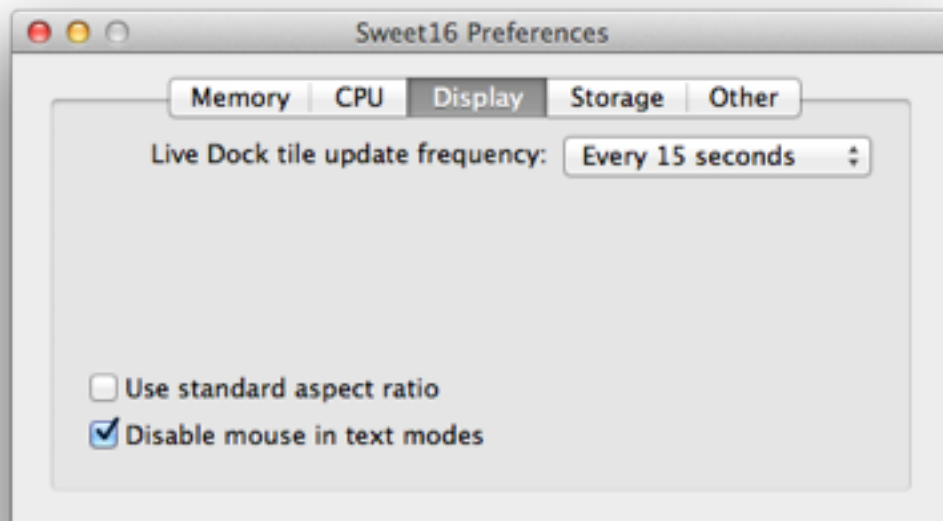 Sweet16 Preferences
Memory CPU Display Storage Other
Live Dock tile update frequency: Every 15 seconds
Use standard aspect ratio
Disable mouse in text modes